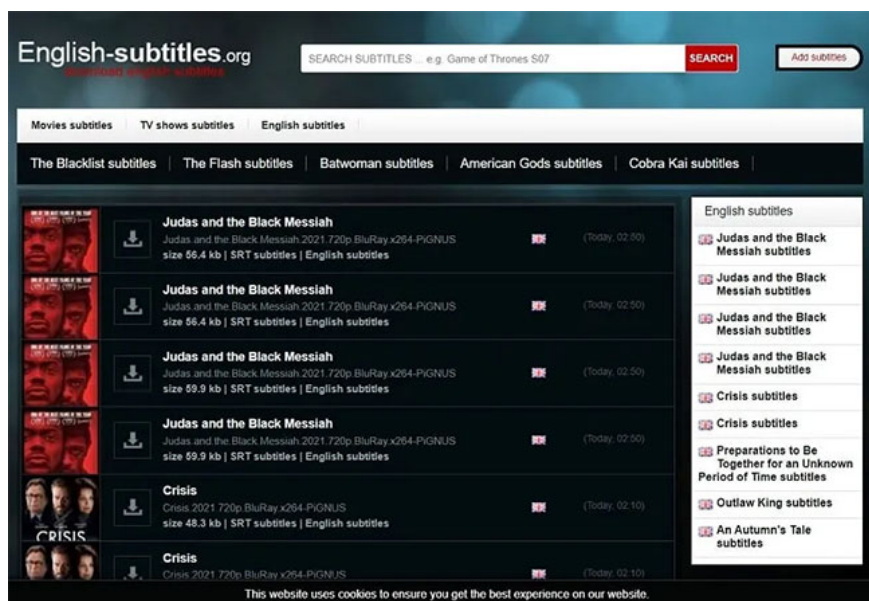 English-subtitles.org
download english subtitles
SEARCH SUBTITLES ... e.g. Game of Thrones S07
SEARCH
Add subtitles
Movies subtitles
TV shows subtitles
English subtitles
The Blacklist subtitles
The Flash subtitles
Batwoman subtitles
American Gods subtitles
Cobra Kai subtitles
Judas and the Black Messiah
Judas.and.the.Black.Messiah.2021.720p.BluRay.x264-PiGNUS
(Today, 02:50)
size 56.4 kb | SRT subtitles | English subtitles
Judas and the Black Messiah
Judas.and.the.Black.Messiah.2021.720p.BluRay.x264-PiGNUS
(Today, 02:50)
size 56.4 kb | SRT subtitles | English subtitles
Judas and the Black Messiah
Judas.and.the.Black.Messiah.2021.720p.BluRay.x264-PiGNUS
(Today, 02:50)
size 59.9 kb | SRT subtitles | English subtitles
Judas and the Black Messiah
Judas.and.the.Black.Messiah.2021.720p.BluRay.x264-PiGNUS
(Today, 02:50)
size 59.9 kb | SRT subtitles | English subtitles
CRISIS
Crisis
Crisis.2021.720p.BluRay.x264-PiGNUS
(Today, 02:10)
size 48.3 kb | SRT subtitles | English subtitles
Crisis
Crisis.2021.720p.BluRay.x264-PiGNUS
(Today, 02:10)
English subtitles
Judas and the Black
Messiah subtitles
Judas and the Black
Messiah subtitles
Judas and the Black
Messiah subtitles
Judas and the Black
Messiah subtitles
Crisis subtitles
Crisis subtitles
Preparations to Be
Together for an Unknown
Period of Time subtitles
Outlaw King subtitles
An Autumn's Tale
subtitles
This website uses cookies to ensure you get the best experience on our website.